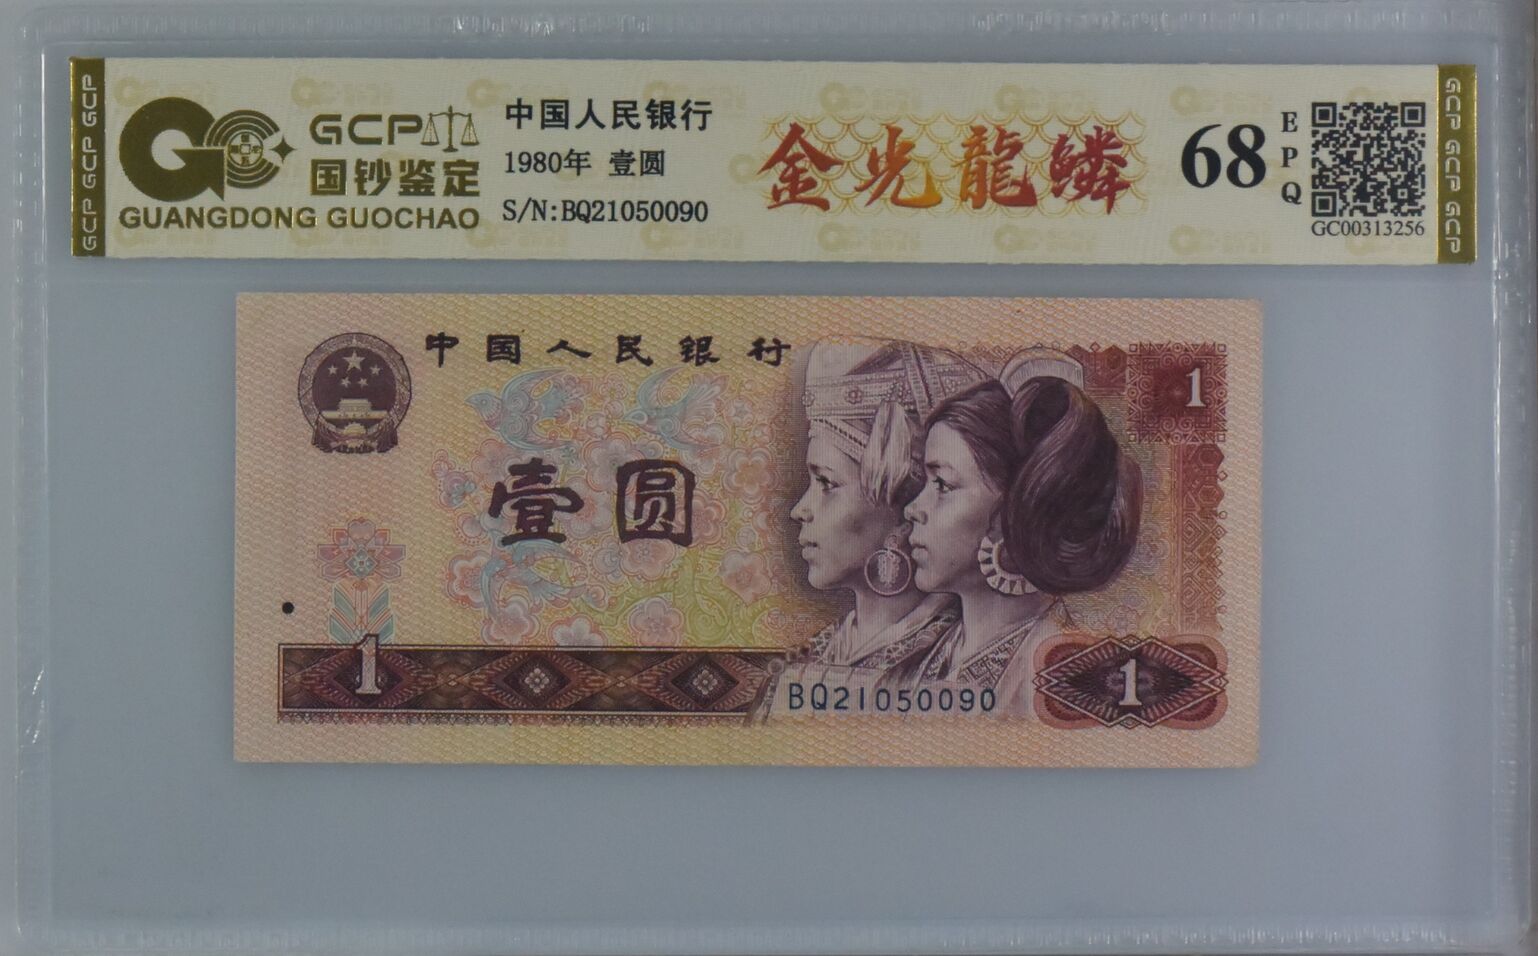 GCP GCP GCP
GCP
国钞鉴定
GUANGDONG GUOCHAO
中国人民银行
1980年 壹圆
S/N:BQ21050090
金光龍鳞
68
EPQ
GC00313256
GCP GCP GCP
中国人民银行
1
壹圆
1
BQ21050090
1